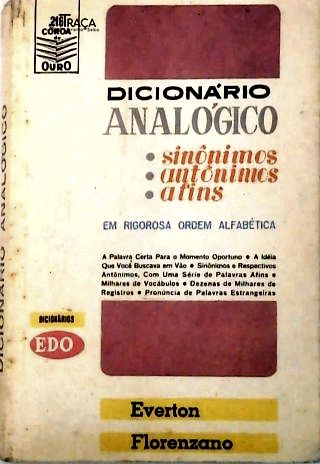 216TRAÇA
COROA
de
OURO
DICIONÁRIO
ANALÓGICO
• sinônimos
• antônimos
• afins
EM RIGOROSA ORDEM ALFABÉTICA
A Palavra Certa Para o Momento Oportuno • A Idéia
Que Você Buscava em Vão • Sinônimos e Respectivos
Antônimos, Com Uma Série de Palavras Afins •
Milhares de Vocábulos • Dezenas de Milhares de
Registros • Pronúncia de Palavras Estrangeiras
DICIONÁRIOS
EDO
Everton
Florenzano
DICIONÁRIO ANALÓGICO